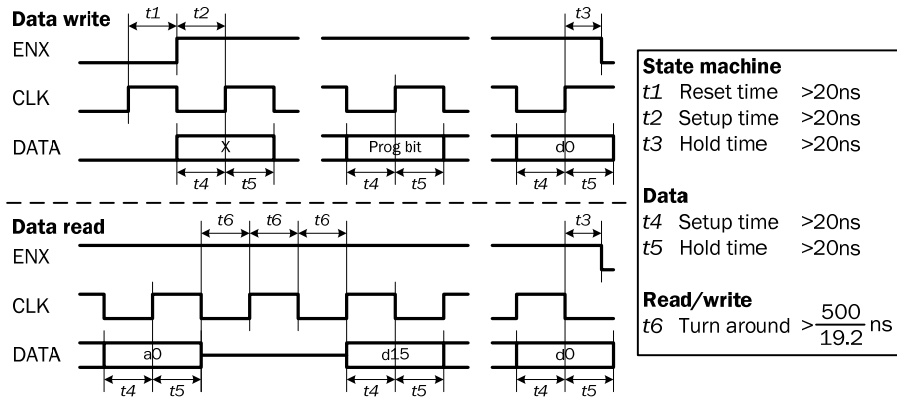 Data write
t1 t2 t3
ENX
CLK
DATA X Prog bit d0
t4 t5 t4 t5 t4 t5
Data read
t6 t6 t6 t3
ENX
CLK
DATA a0 d15 d0
t4 t5 t4 t5 t4 t5
State machine
t1 Reset time >20ns
t2 Setup time >20ns
t3 Hold time >20ns
Data
t4 Setup time >20ns
t5 Hold time >20ns
Read/write
t6 Turn around > 500/19.2 ns